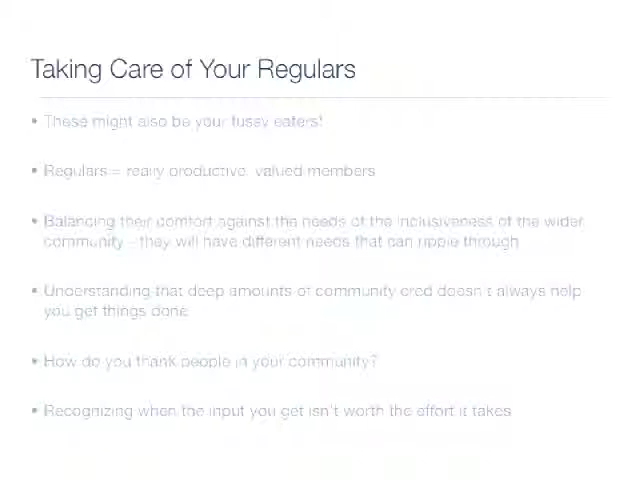 Taking Care of Your Regulars
• These might also be your fussy eaters!
• Regulars = really productive, valued members
• Balancing their comfort against the needs of the inclusiveness of the wider
community - they will have different needs that can ripple through
• Understanding that deep amounts of community cred doesn't always help
you get things done
• How do you thank people in your community?
• Recognizing when the input you get isn't worth the effort it takes